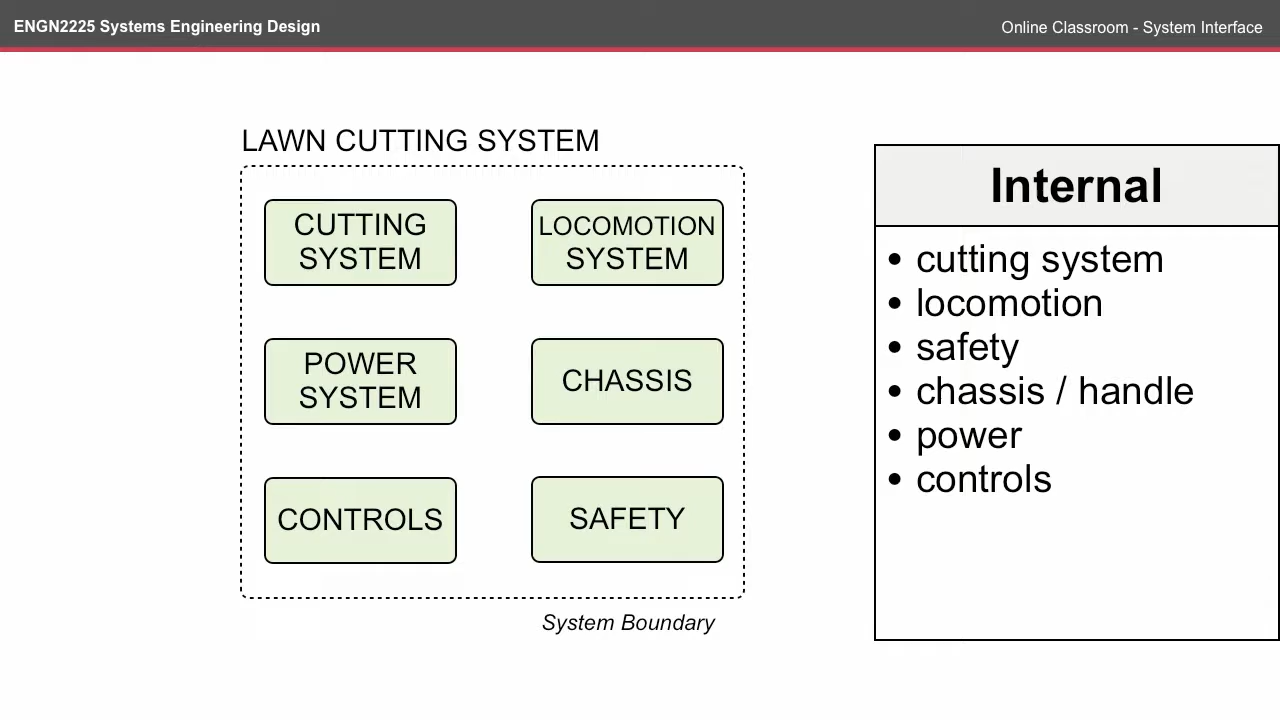 ENGN2225 Systems Engineering Design
Online Classroom - System Interface
LAWN CUTTING SYSTEM
CUTTING
SYSTEM
LOCOMOTION
SYSTEM
POWER
SYSTEM
CHASSIS
CONTROLS
SAFETY
System Boundary
Internal
• cutting system
• locomotion
• safety
• chassis / handle
• power
• controls